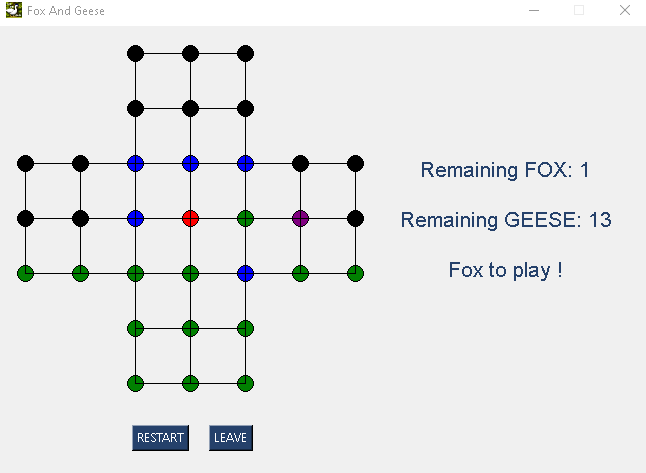 Fox And Geese
Remaining FOX: 1
Remaining GEESE: 13
Fox to play !
RESTART LEAVE